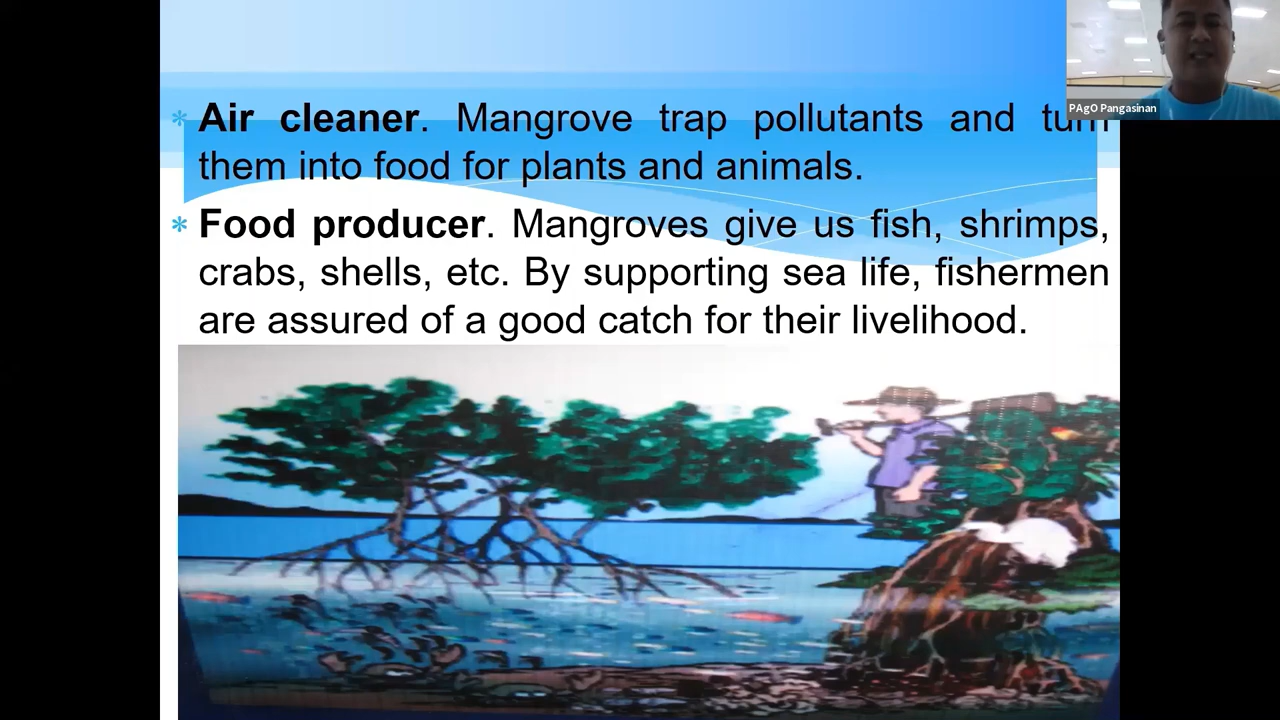 PAgO Pangasinan
* Air cleaner. Mangrove trap pollutants and turn
them into food for plants and animals.
* Food producer. Mangroves give us fish, shrimps,
crabs, shells, etc. By supporting sea life, fishermen
are assured of a good catch for their livelihood.